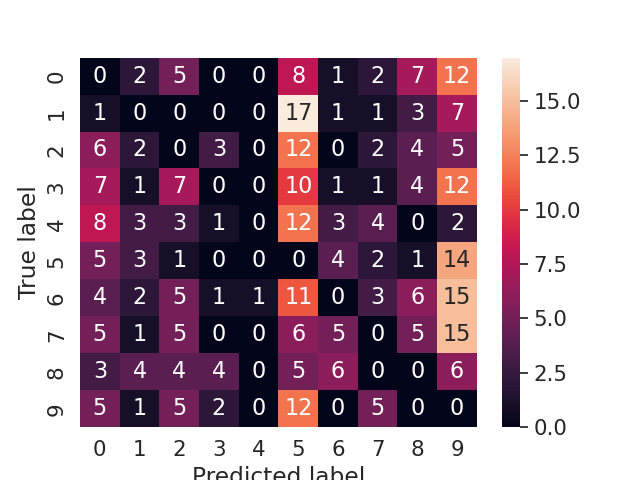 0 0 2 5 0 0 8 1 2 7 12
1 1 0 0 0 0 17 1 1 3 7
2 6 2 0 3 0 12 0 2 4 5
3 7 1 7 0 0 10 1 1 4 12
4 8 3 3 1 0 12 3 4 0 2
5 5 3 1 0 0 0 4 2 1 14
6 4 2 5 1 1 11 0 3 6 15
7 5 1 5 0 0 6 5 0 5 15
8 3 4 4 4 0 5 6 0 0 6
9 5 1 5 2 0 12 0 5 0 0
0 1 2 3 4 5 6 7 8 9
Predicted label
True label
15.0
12.5
10.0
7.5
5.0
2.5
0.0